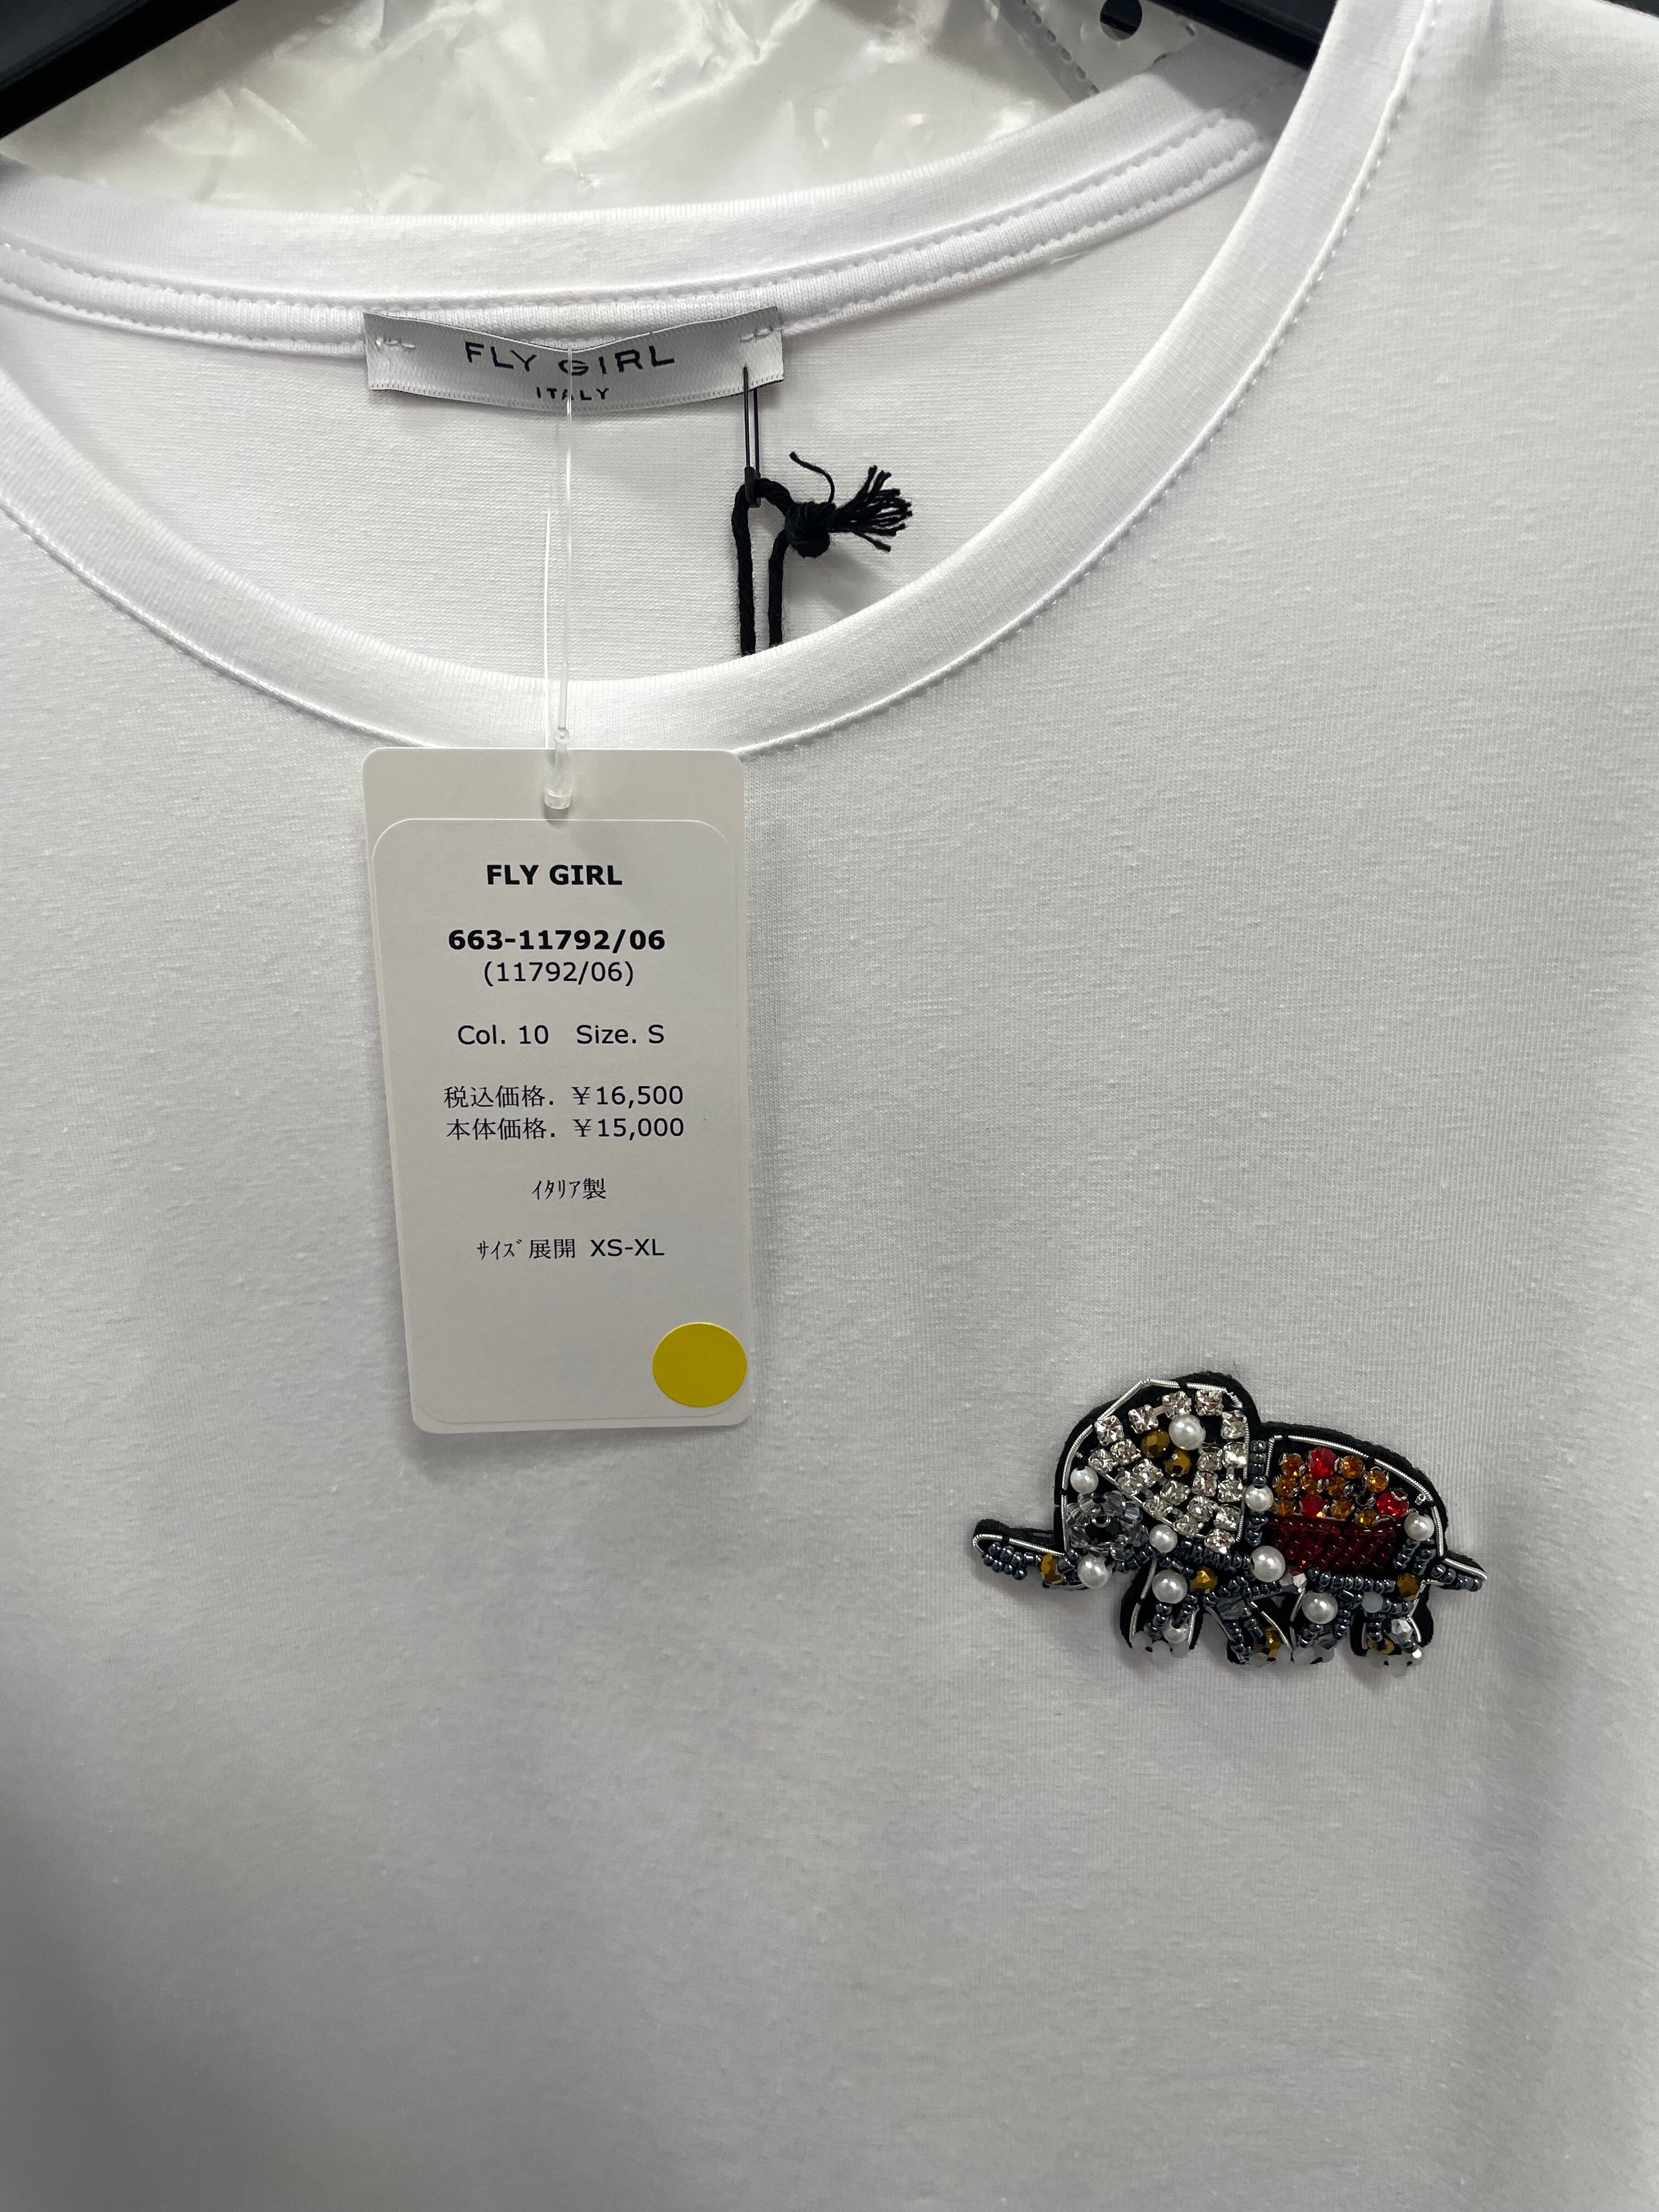 FLY GIRL
ITALY
FLY GIRL
663-11792/06
(11792/06)
Col. 10 Size. S
税込価格. ￥16,500
本体価格. ￥15,000
ｲﾀﾘｱ製
ｻｲｽﾞ展開 XS-XL